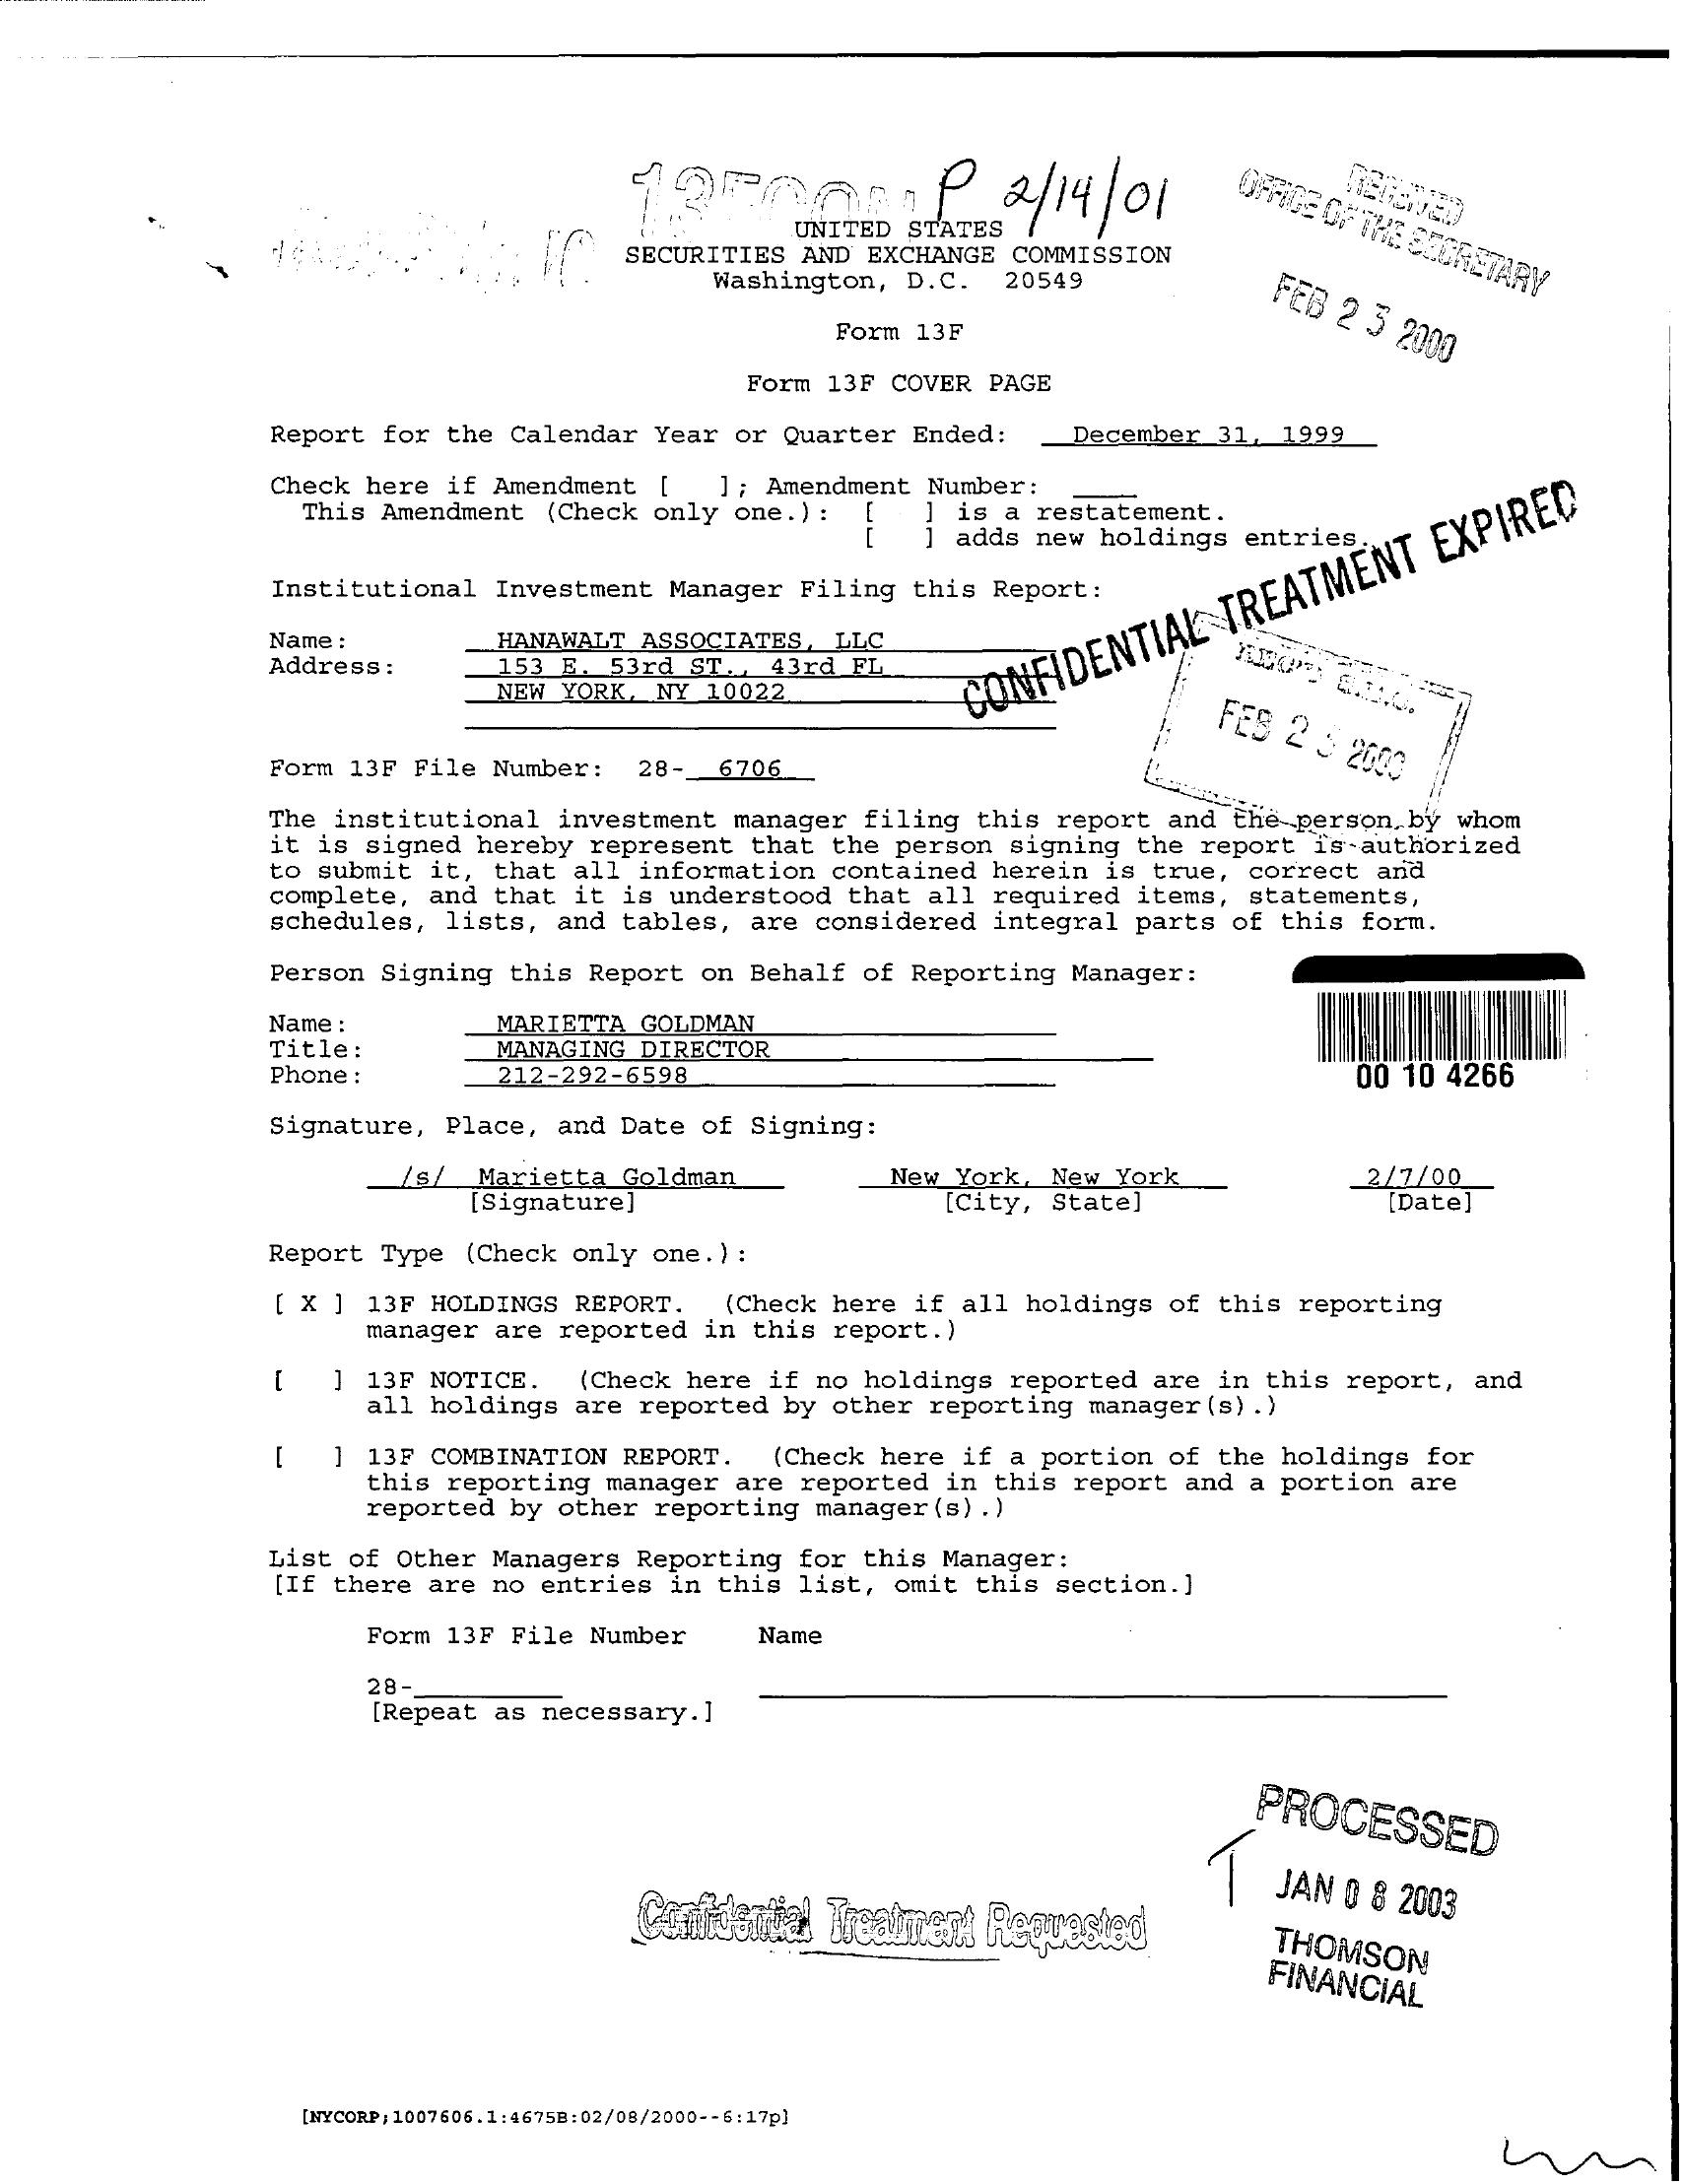 P 2/14/01
RECEIVED
OFFICE OF THE SECRETARY
FEB 23 2000
UNITED STATES
SECURITIES AND EXCHANGE COMMISSION
Washington, D.C. 20549
Form 13F
Form 13F COVER PAGE
Report for the Calendar Year or Quarter Ended: December 31, 1999
Check here if Amendment [ ]; Amendment Number: ____
This Amendment (Check only one.): [ ] is a restatement.
[ ] adds new holdings entries.
CONFIDENTIAL TREATMENT EXPIRED
Institutional Investment Manager Filing this Report:
Name: HANAWALT ASSOCIATES, LLC
Address: 153 E. 53rd ST., 43rd FL
NEW YORK, NY 10022
REC'D S.E.C.
FEB 23 2000
Form 13F File Number: 28- 6706
The institutional investment manager filing this report and the person by whom
it is signed hereby represent that the person signing the report is authorized
to submit it, that all information contained herein is true, correct and
complete, and that it is understood that all required items, statements,
schedules, lists, and tables, are considered integral parts of this form.
Person Signing this Report on Behalf of Reporting Manager:
Name: MARIETTA GOLDMAN
Title: MANAGING DIRECTOR
Phone: 212-292-6598
00 10 4266
Signature, Place, and Date of Signing:
/s/ Marietta Goldman New York, New York 2/7/00
[Signature] [City, State] [Date]
Report Type (Check only one.):
[ X ] 13F HOLDINGS REPORT. (Check here if all holdings of this reporting
manager are reported in this report.)
[ ] 13F NOTICE. (Check here if no holdings reported are in this report, and
all holdings are reported by other reporting manager(s).)
[ ] 13F COMBINATION REPORT. (Check here if a portion of the holdings for
this reporting manager are reported in this report and a portion are
reported by other reporting manager(s).)
List of Other Managers Reporting for this Manager:
[If there are no entries in this list, omit this section.]
Form 13F File Number Name
28-
[Repeat as necessary.]
PROCESSED
JAN 08 2003
THOMSON
FINANCIAL
Confidential Treatment Requested
[NYCORP;1007606.1:4675B:02/08/2000--6:17p]